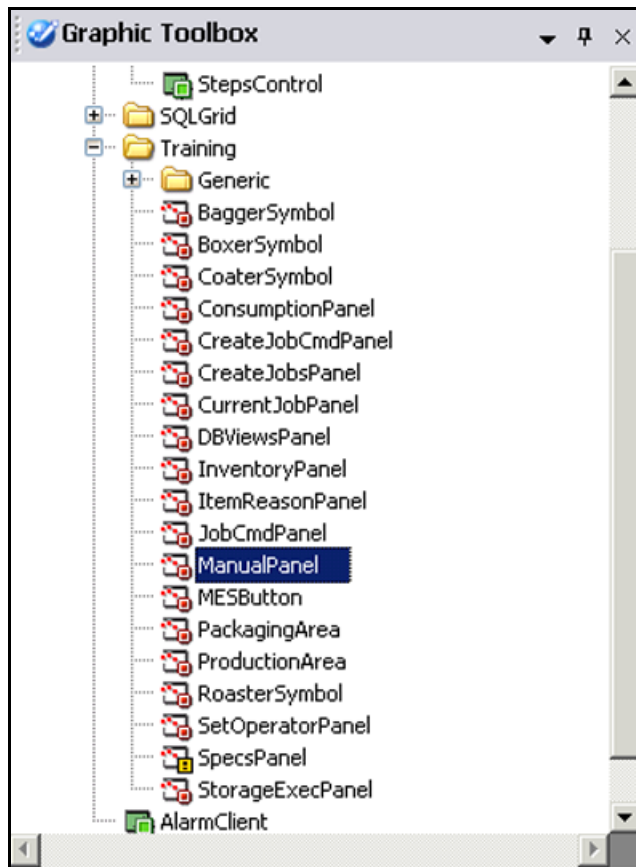 Graphic Toolbox
StepsControl
SQLGrid
Training
Generic
BaggerSymbol
BoxerSymbol
CoaterSymbol
ConsumptionPanel
CreateJobCmdPanel
CreateJobsPanel
CurrentJobPanel
DBViewsPanel
InventoryPanel
ItemReasonPanel
JobCmdPanel
ManualPanel
MESButton
PackagingArea
ProductionArea
RoasterSymbol
SetOperatorPanel
SpecsPanel
StorageExecPanel
AlarmClient